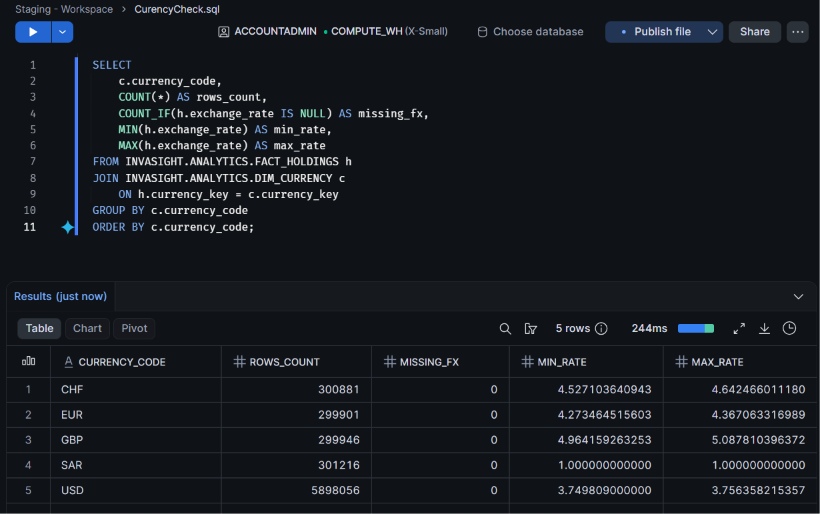 Staging - Workspace > CurencyCheck.sql
ACCOUNTADMIN • COMPUTE_WH (X-Small) Choose database • Publish file Share ...
1 SELECT
2 c.currency_code,
3 COUNT(*) AS rows_count,
4 COUNT_IF(h.exchange_rate IS NULL) AS missing_fx,
5 MIN(h.exchange_rate) AS min_rate,
6 MAX(h.exchange_rate) AS max_rate
7 FROM INVASIGHT.ANALYTICS.FACT_HOLDINGS h
8 JOIN INVASIGHT.ANALYTICS.DIM_CURRENCY c
9 ON h.currency_key = c.currency_key
10 GROUP BY c.currency_code
11 ORDER BY c.currency_code;
Results (just now)
Table Chart Pivot 5 rows 244ms
A CURRENCY_CODE # ROWS_COUNT # MISSING_FX # MIN_RATE # MAX_RATE
1 CHF 300881 0 4.527103640943 4.642466011180
2 EUR 299901 0 4.273464515603 4.367063316989
3 GBP 299946 0 4.964159263253 5.087810396372
4 SAR 301216 0 1.000000000000 1.000000000000
5 USD 5898056 0 3.749809000000 3.756358215357